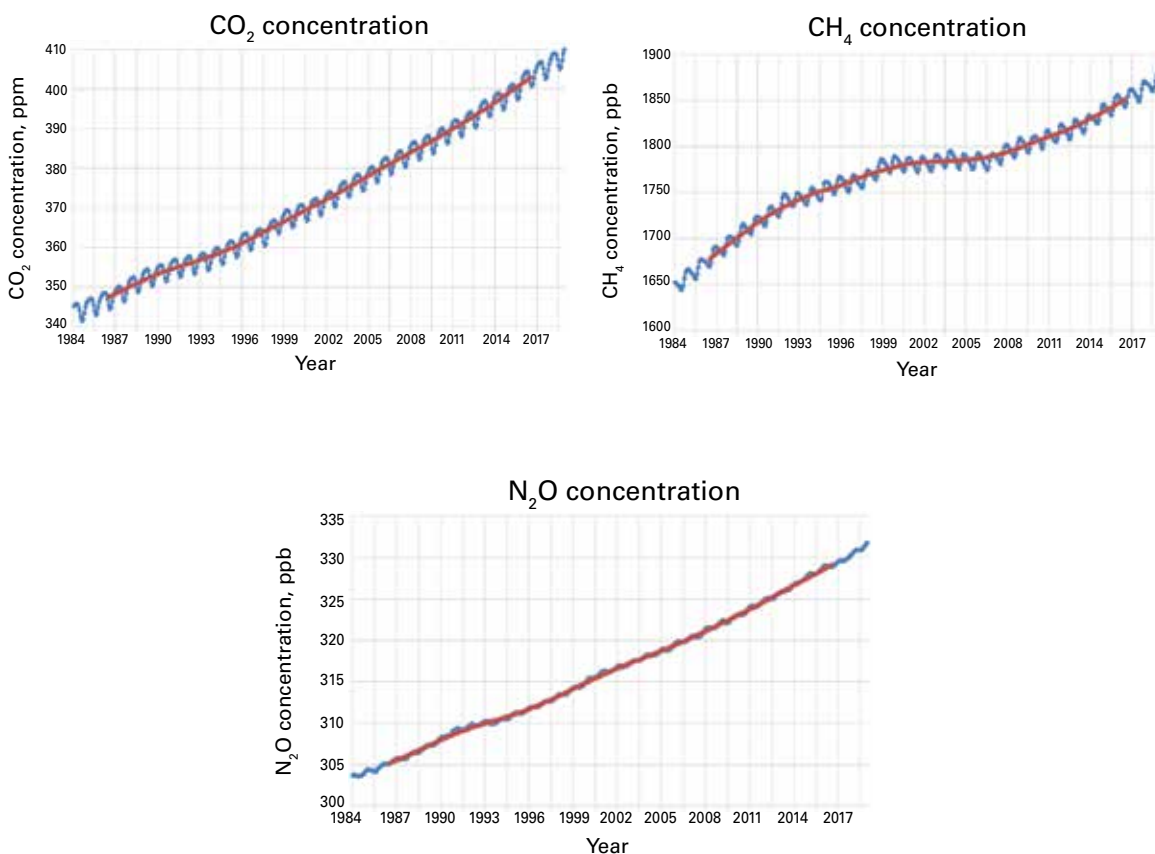 CO₂ concentration
CO₂ concentration, ppm
410
400
390
380
370
360
350
340
1984 1987 1990 1993 1996 1999 2002 2005 2008 2011 2014 2017
Year
CH₄ concentration
CH₄ concentration, ppb
1900
1850
1800
1750
1700
1650
1600
1984 1987 1990 1993 1996 1999 2002 2005 2008 2011 2014 2017
Year
N₂O concentration
N₂O concentration, ppb
335
330
325
320
315
310
305
300
1984 1987 1990 1993 1996 1999 2002 2005 2008 2011 2014 2017
Year